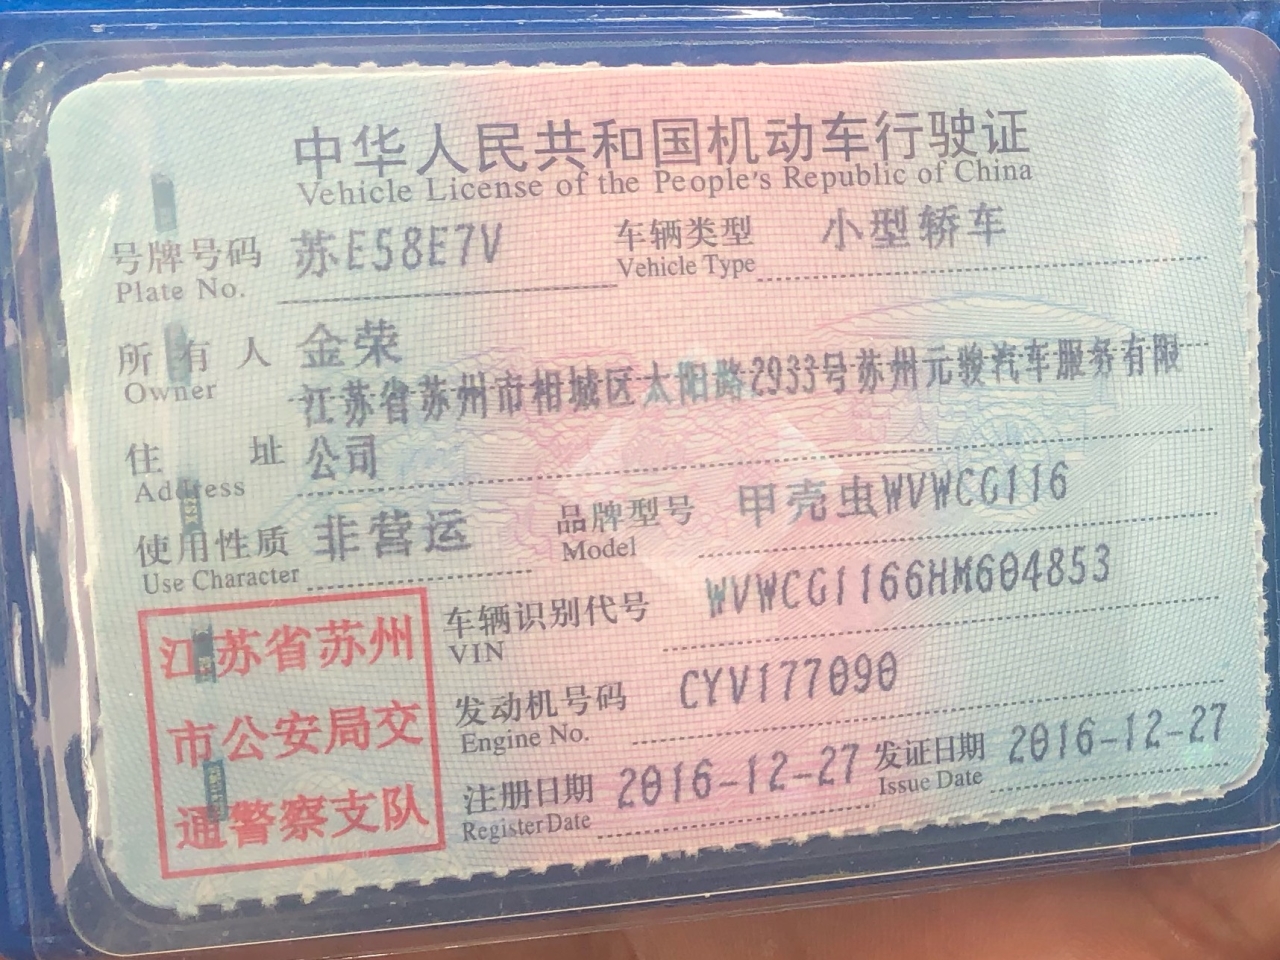 中华人民共和国机动车行驶证
Vehicle License of the People's Republic of China
号牌号码 苏E58E7V 车辆类型 小型轿车
Plate No. Vehicle Type
所有人 金荣
Owner
江苏省苏州市相城区太阳路2933号苏州元骏汽车服务有限
住址 公司
Address
使用性质 非营运 品牌型号 甲壳虫WVWCG116
Use Character Model
车辆识别代号 WVWCG1166HM604853
VIN
发动机号码 CYV177090
Engine No.
注册日期 2016-12-27 发证日期 2016-12-27
Register Date Issue Date
江苏省苏州
市公安局交
通警察支队